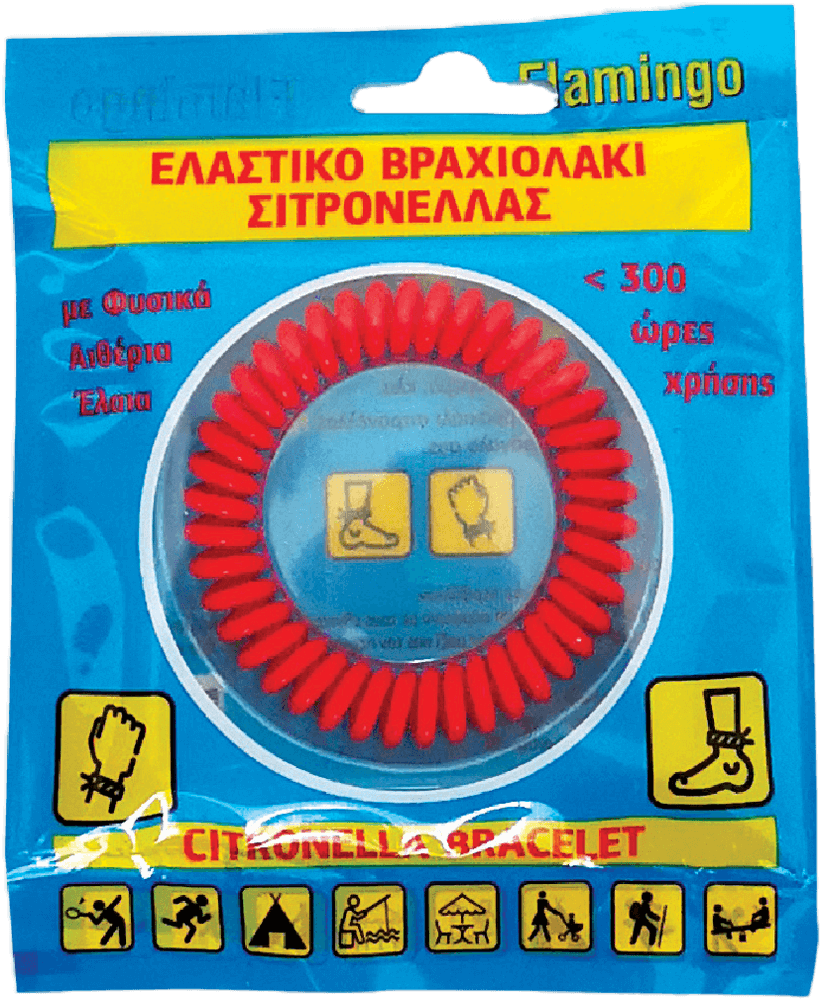 Flamingo
ΕΛΑΣΤΙΚΟ ΒΡΑΧΙΟΛΑΚΙ
ΣΙΤΡΟΝΕΛΛΑΣ
με Φυσικά
Αιθέρια
Έλαια
< 300
ώρες
χρήσης
CITRONELLA BRACELET